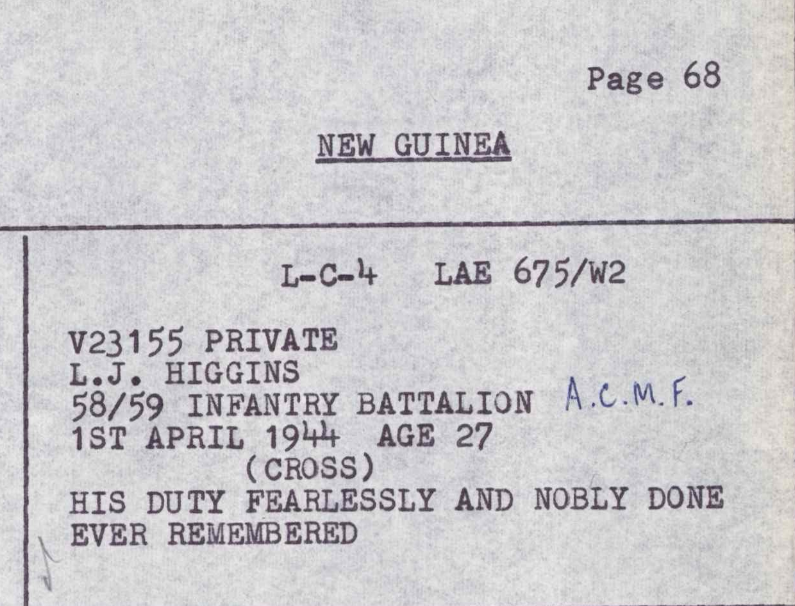 Page 68
NEW GUINEA
L-C-4 LAE 675/W2
V23155 PRIVATE
L.J. HIGGINS
58/59 INFANTRY BATTALION A.C.M.F.
1ST APRIL 1944 AGE 27
(CROSS)
HIS DUTY FEARLESSLY AND NOBLY DONE
EVER REMEMBERED